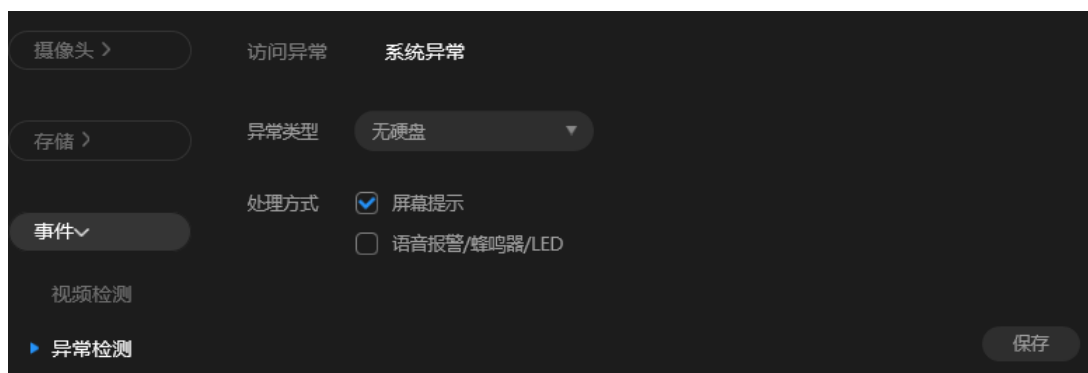 摄像头 >
访问异常 系统异常
存储 >
异常类型 无硬盘
处理方式 屏幕提示
事件
语音报警/蜂鸣器/LED
视频检测
异常检测
保存